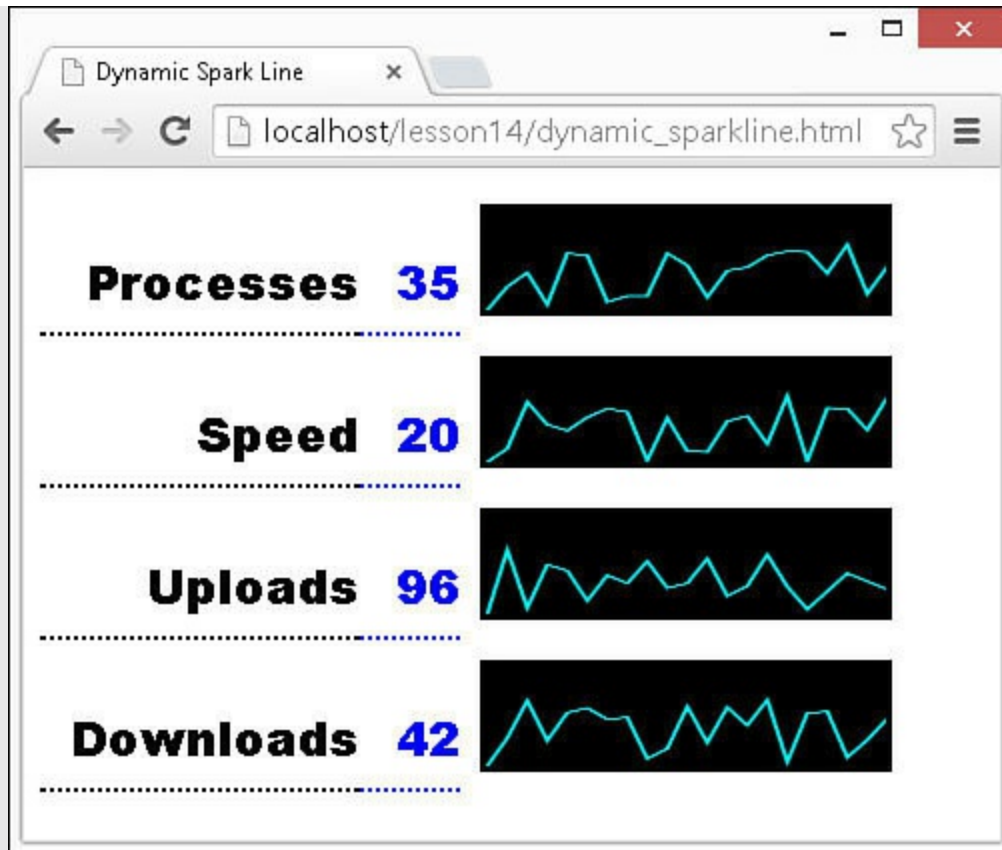 Dynamic Spark Line
localhost/lesson14/dynamic_sparkline.html
Processes 35
Speed 20
Uploads 96
Downloads 42